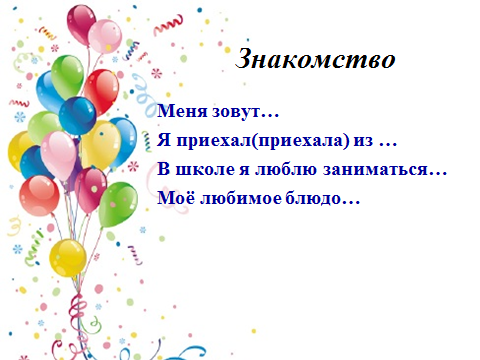 Знакомство
Меня зовут…
Я приехал(приехала) из …
В школе я люблю заниматься…
Моё любимое блюдо…